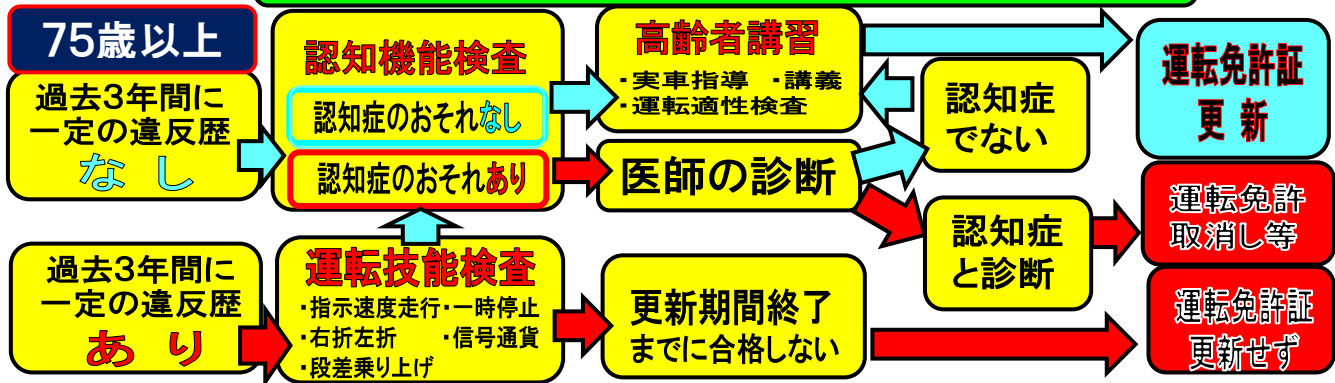 75歳以上
過去3年間に
一定の違反歴
なし
認知機能検査
認知症のおそれなし
認知症のおそれあり
高齢者講習
・実車指導 ・講義
・運転適性検査
医師の診断
認知症
でない
運転免許証
更新
認知症
と診断
運転免許
取消し等
過去3年間に
一定の違反歴
あり
運転技能検査
・指示速度走行・一時停止
・右折左折 ・信号通貨
・段差乗り上げ
更新期間終了
までに合格しない
運転免許証
更新せず